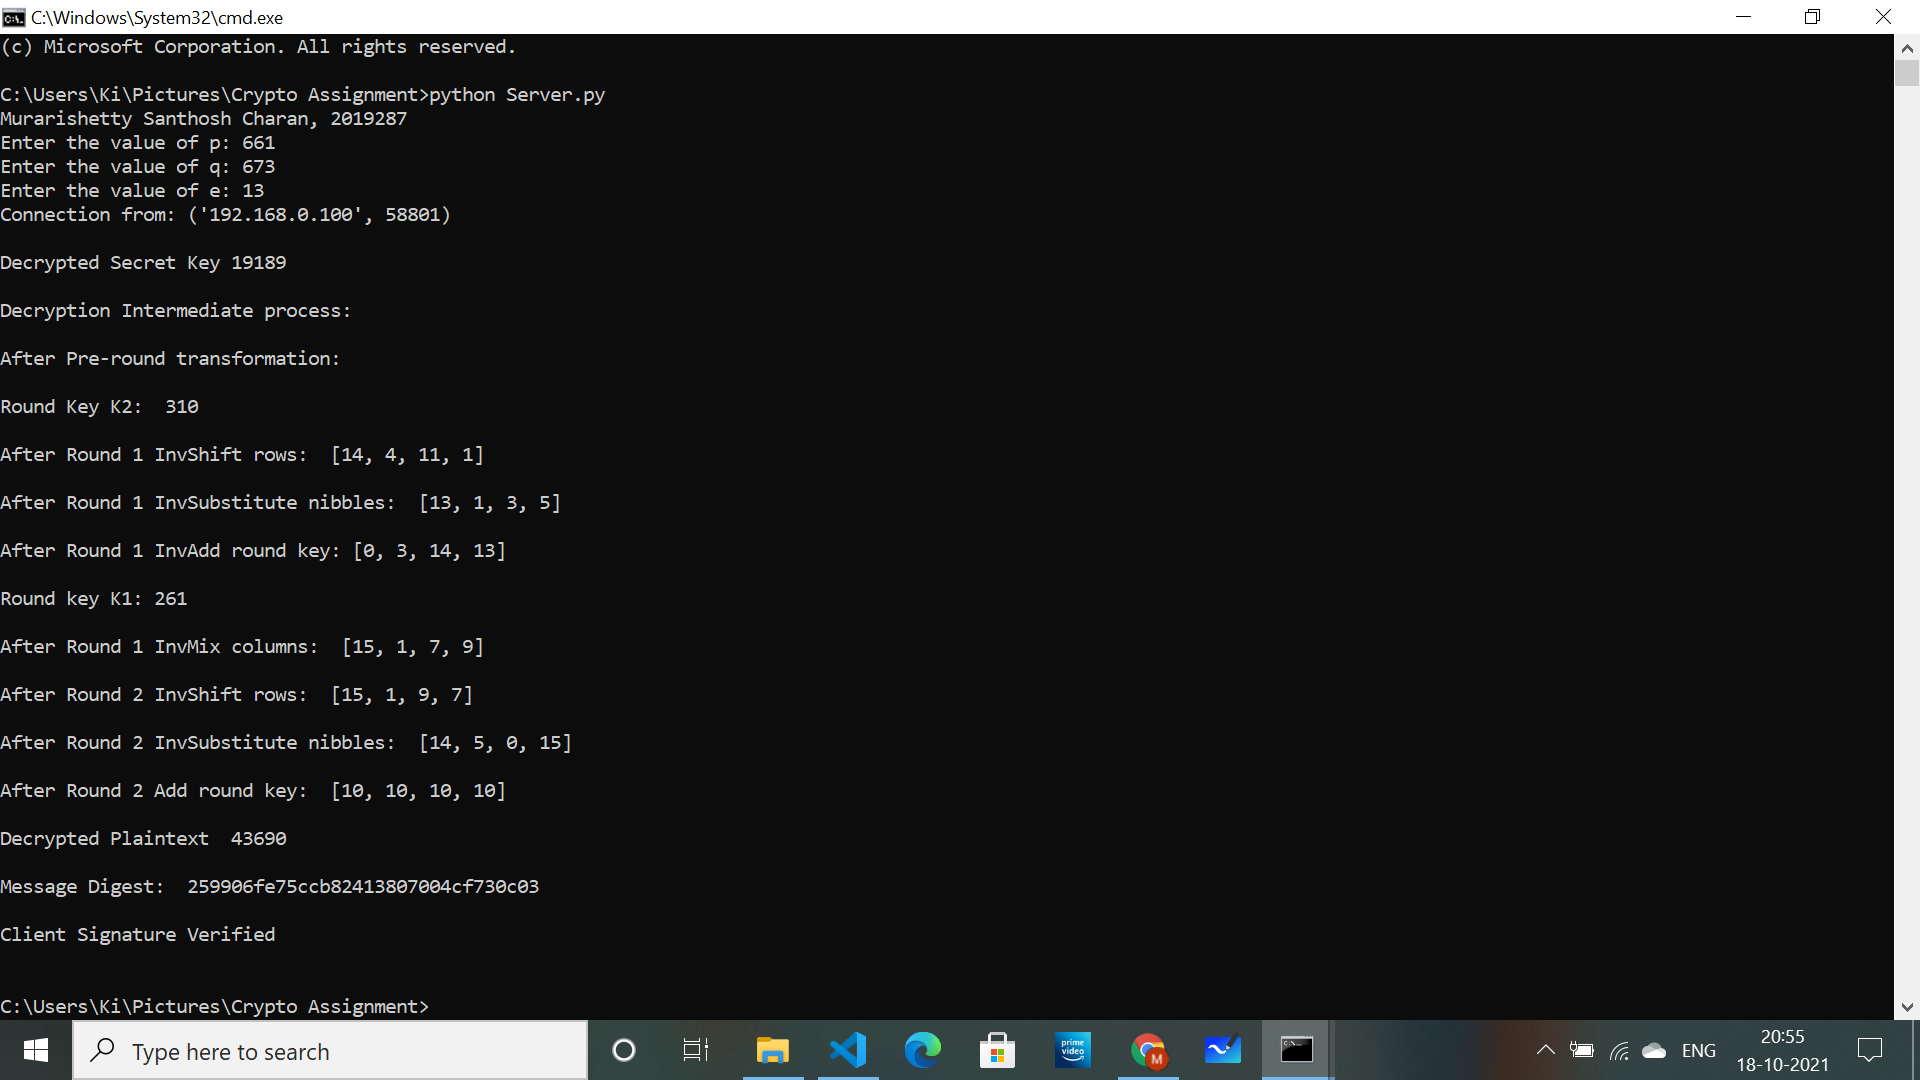 C:\Windows\System32\cmd.exe
(c) Microsoft Corporation. All rights reserved.
C:\Users\Ki\Pictures\Crypto Assignment>python Server.py
Murarishetty Santhosh Charan, 2019287
Enter the value of p: 661
Enter the value of q: 673
Enter the value of e: 13
Connection from: ('192.168.0.100', 58801)
Decrypted Secret Key 19189
Decryption Intermediate process:
After Pre-round transformation:
Round Key K2:  310
After Round 1 InvShift rows:  [14, 4, 11, 1]
After Round 1 InvSubstitute nibbles:  [13, 1, 3, 5]
After Round 1 InvAdd round key: [0, 3, 14, 13]
Round key K1: 261
After Round 1 InvMix columns:  [15, 1, 7, 9]
After Round 2 InvShift rows:  [15, 1, 9, 7]
After Round 2 InvSubstitute nibbles:  [14, 5, 0, 15]
After Round 2 Add round key:  [10, 10, 10, 10]
Decrypted Plaintext  43690
Message Digest:  259906fe75ccb82413807004cf730c03
Client Signature Verified
C:\Users\Ki\Pictures\Crypto Assignment>
Type here to search
prime video
M
ENG
20:55
18-10-2021